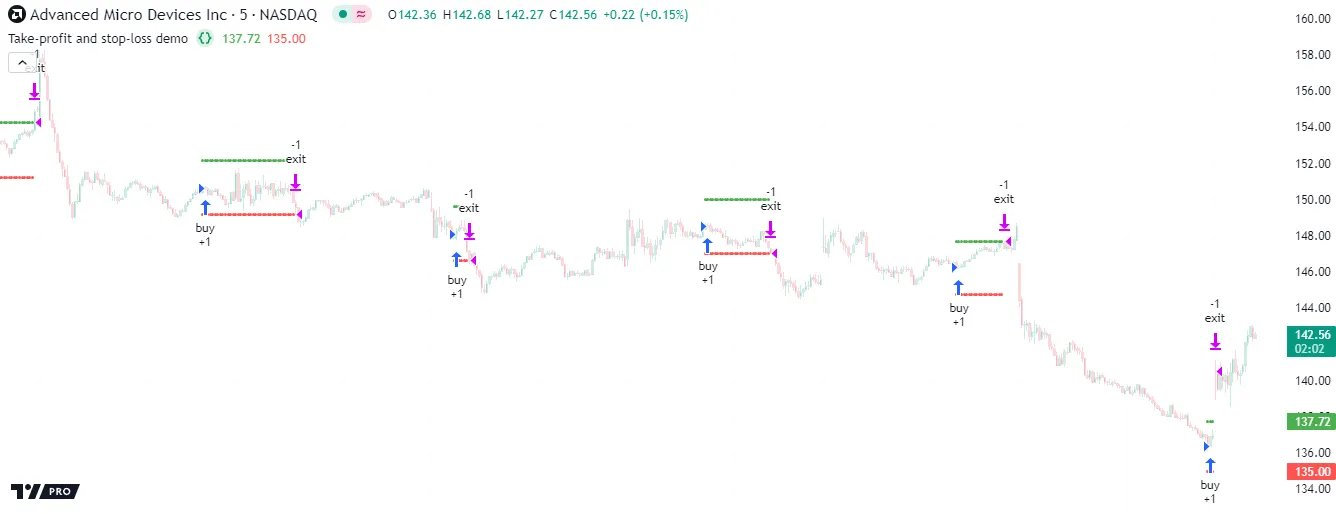 Advanced Micro Devices Inc · 5 · NASDAQ O142.36 H142.68 L142.27 C142.56 +0.22 (+0.15%)
Take-profit and stop-loss demo {} 137.72 135.00
-1
exit
-1
exit
buy
+1
-1
exit
buy
+1
-1
exit
buy
+1
-1
exit
buy
+1
-1
exit
buy
+1
160.00
158.00
156.00
154.00
152.00
150.00
148.00
146.00
144.00
142.56
02:02
140.00
137.72
136.00
135.00
134.00
TV PRO